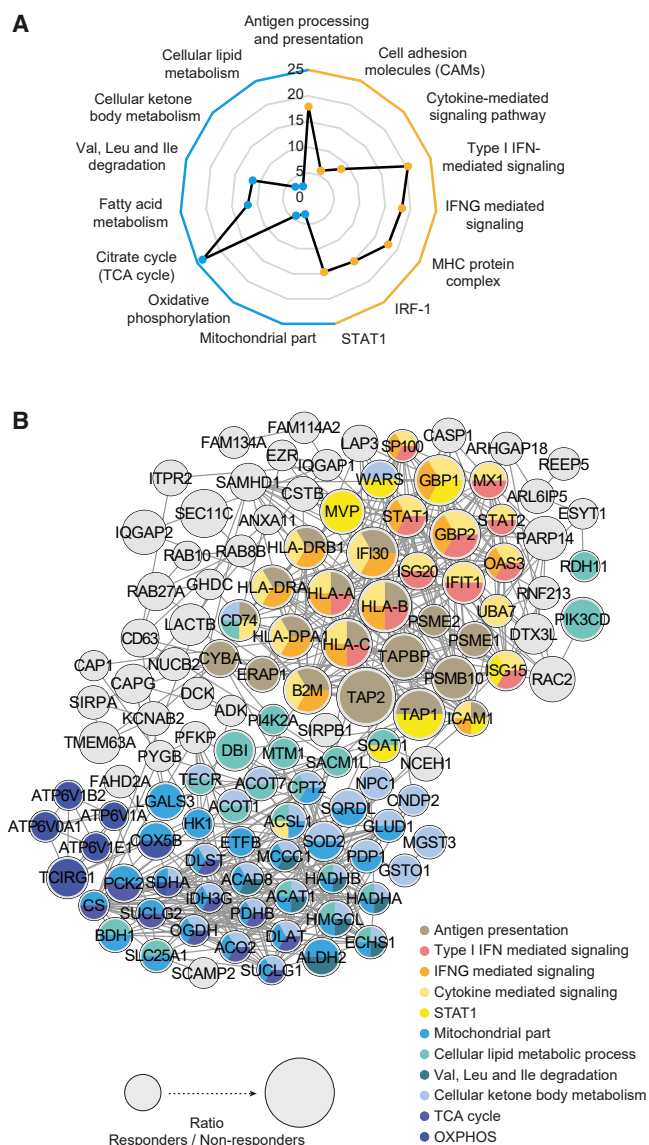 A
Antigen processing
and presentation
Cellular lipid
metabolism
Cell adhesion
molecules (CAMs)
Cellular ketone
body metabolism
Cytokine-mediated
signaling pathway
Val, Leu and Ile
degradation
Type I IFN-
mediated signaling
Fatty acid
metabolism
IFNG mediated
signaling
Citrate cycle
(TCA cycle)
MHC protein
complex
Oxidative
phosphorylation
IRF-1
Mitochondrial part
STAT1
25
20
15
10
5
0
B
FAM114A2
FAM134A
LAP3
SP100
CASP1
ARHGAP18
EZR
IQGAP1
REEP5
ITPR2
SAMHD1
CSTB
WARS
GBP1
MX1
ARL6IP5
SEC11C
ANXA11
MVP
STAT1
STAT2
ESYT1
IQGAP2
RAB10
RAB8B
HLA-DRB1
IFI30
GBP2
PARP14
OAS3
RDH11
RAB27A
GHDC
HLA-DRA
HLA-A
ISG20
IFIT1
RNF213
LACTB
CD74
HLA-B
PSME2
UBA7
PIK3CD
CD63
HLA-DPA1
HLA-C
PSME1
DTX3L
CAP1
NUCB2
CYBA
TAPBP
ISG15
RAC2
CAPG
ERAP1
PSMB10
SIRPA
DCK
B2M
TAP2
TAP1
ICAM1
KCNAB2
ADK
PI4K2A
SIRPB1
TMEM63A
PFKP
DBI
MTM1
SOAT1
PYGB
SACM1L
NCEH1
FAHD2A
TECR
ACOT7
CPT2
NPC1
CNDP2
ATP6V1B2
LGALS3
ACOT1
SQRDL
ATP6V1A
HK1
ACSL1
GLUD1
ATP6V0A1
COX5B
ETFB
SOD2
MGST3
ATP6V1E1
DLST
MCCC1
PDP1
GSTO1
TCIRG1
PCK2
SDHA
ACAD8
HADHB
IDH3G
ACAT1
HADHA
CS
SUCLG2
PDHB
HMGCL
BDH1
OGDH
DLAT
ECHS1
SLC25A1
ACO2
ALDH2
SCAMP2
SUCLG1
Antigen presentation
Type I IFN mediated signaling
IFNG mediated signaling
Cytokine mediated signaling
STAT1
Mitochondrial part
Cellular lipid metabolic process
Val, Leu and Ile degradation
Cellular ketone body metabolism
TCA cycle
OXPHOS
Ratio
Responders / Non-responders